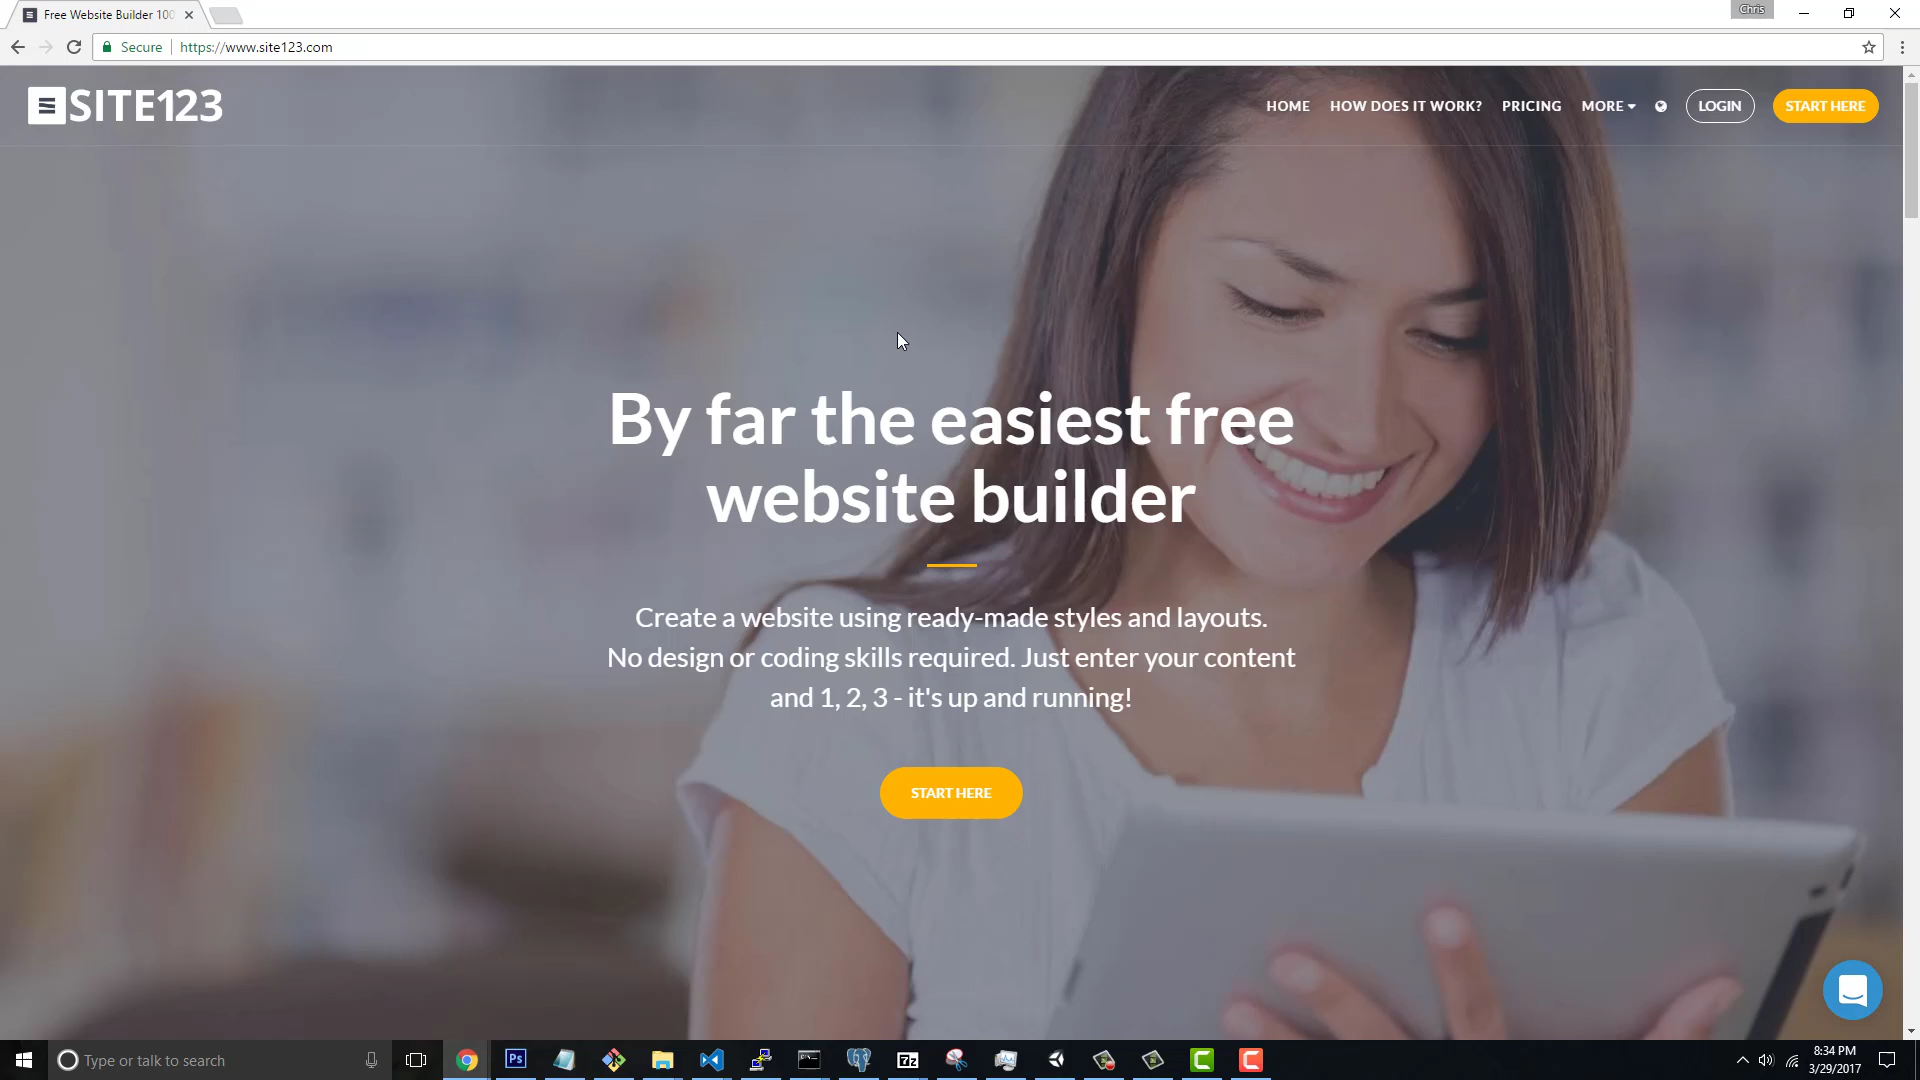 Free Website Builder 100
Chris
Secure
https://www.site123.com
SITE123
HOME
HOW DOES IT WORK?
PRICING
MORE
LOGIN
START HERE
By far the easiest free
website builder
Create a website using ready-made styles and layouts.
No design or coding skills required. Just enter your content
and 1, 2, 3 - it's up and running!
START HERE
Type or talk to search
Ps
7z
8:34 PM
3/29/2017